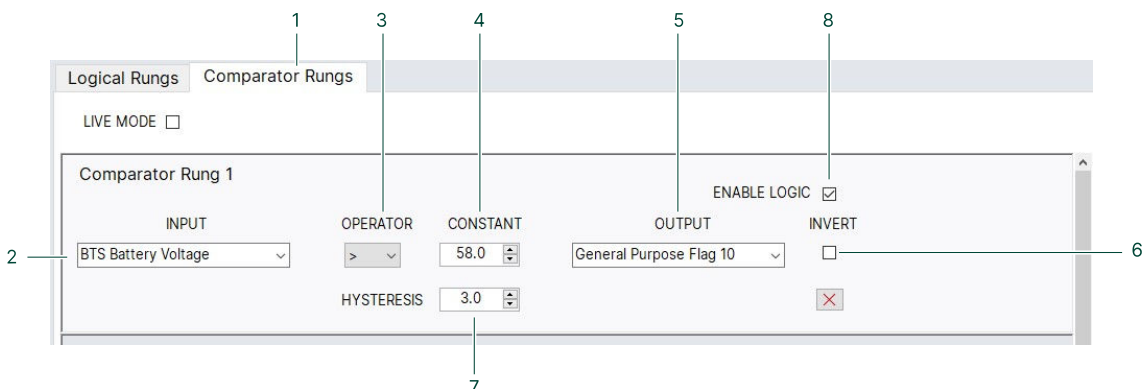 1 3 4 5 8
Logical Rungs Comparator Rungs
LIVE MODE
Comparator Rung 1
ENABLE LOGIC
INPUT OPERATOR CONSTANT OUTPUT INVERT
2 BTS Battery Voltage > 58.0 General Purpose Flag 10 6
HYSTERESIS 3.0
7